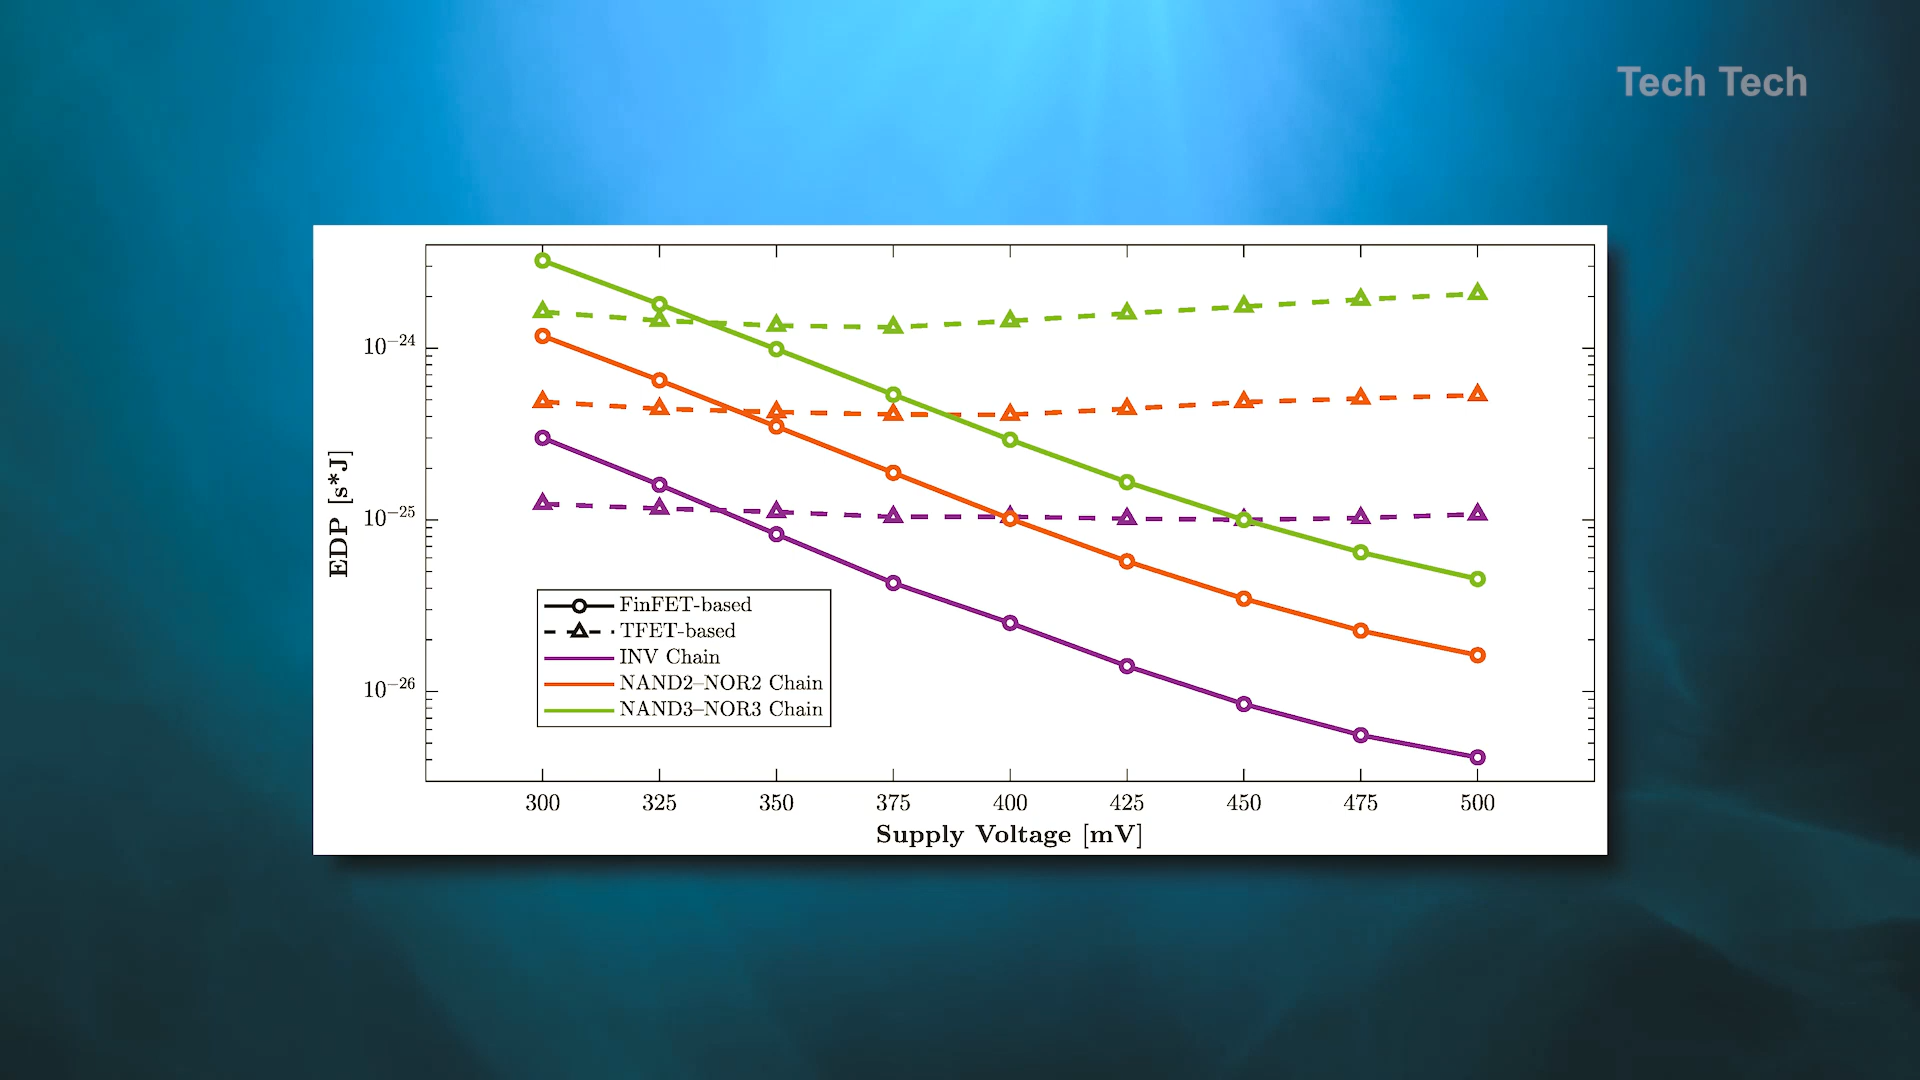 Tech Tech
10−24
10−25
10−26
EDP [s*J]
FinFET-based
TFET-based
INV Chain
NAND2–NOR2 Chain
NAND3–NOR3 Chain
300 325 350 375 400 425 450 475 500
Supply Voltage [mV]